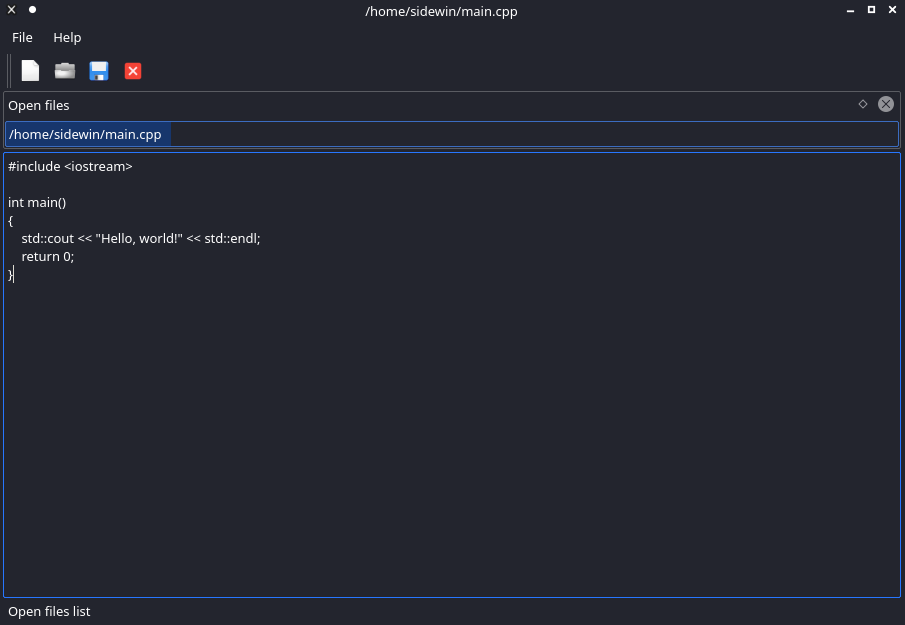 /home/sidewin/main.cpp
File Help
Open files
/home/sidewin/main.cpp
#include <iostream>
int main()
{
    std::cout << "Hello, world!" << std::endl;
    return 0;
}
Open files list